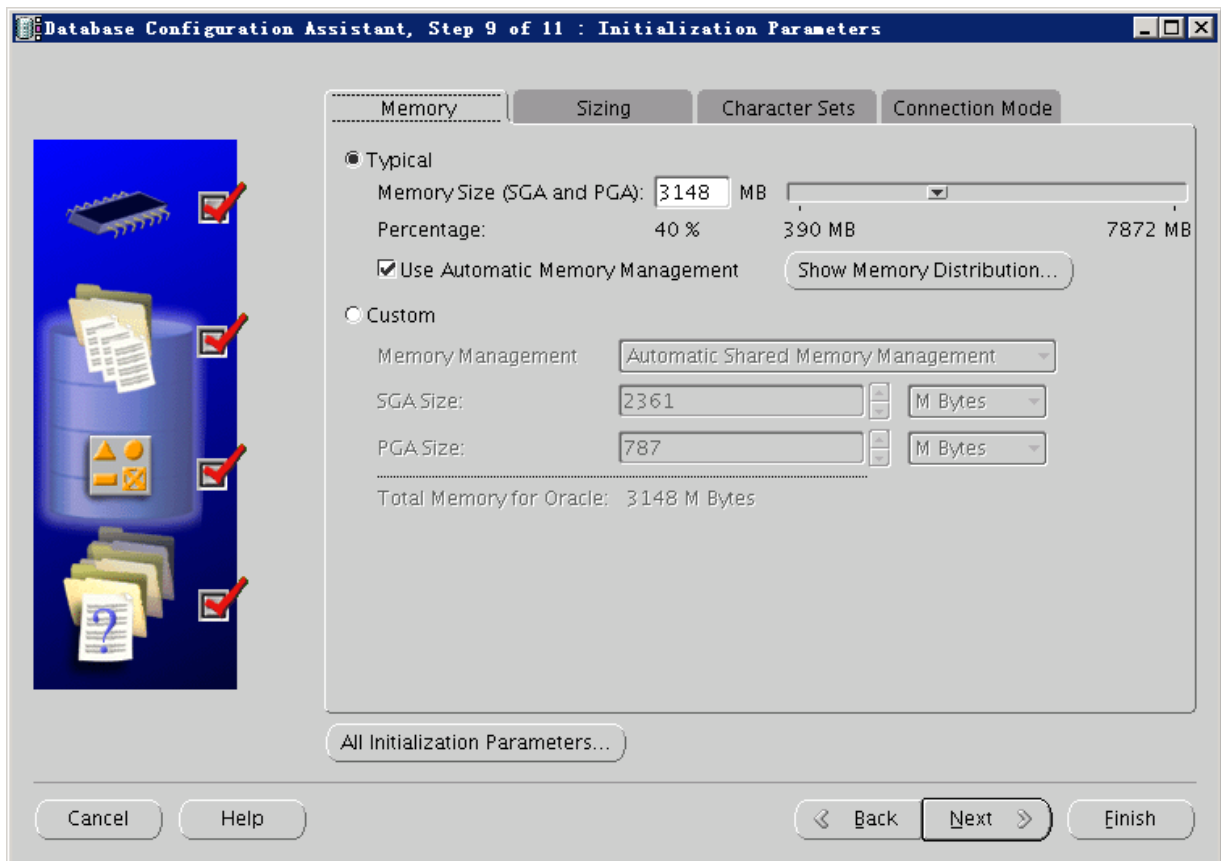 Database Configuration Assistant, Step 9 of 11 : Initialization Parameters
Memory Sizing Character Sets Connection Mode
Typical
Memory Size (SGA and PGA): 3148 MB
Percentage: 40 % 390 MB 7872 MB
Use Automatic Memory Management Show Memory Distribution...
Custom
Memory Management Automatic Shared Memory Management
SGA Size: 2361 M Bytes
PGA Size: 787 M Bytes
Total Memory for Oracle: 3148 M Bytes
?
All Initialization Parameters...
Cancel Help Back Next Finish